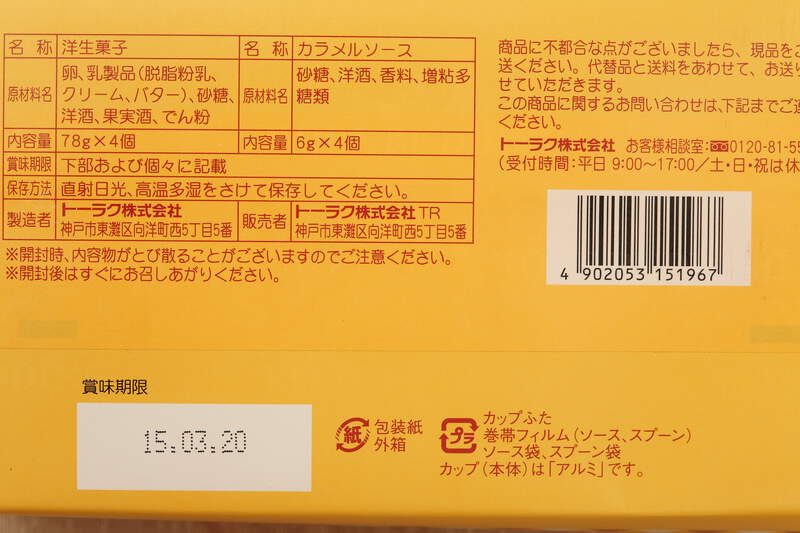 名称 洋生菓子 名称 カラメルソース
原材料名 卵、乳製品(脱脂粉乳、
クリーム、バター)、砂糖、
洋酒、果実酒、でん粉
原材料名 砂糖、洋酒、香料、増粘多
糖類
内容量 78g×4個 内容量 6g×4個
賞味期限 下部および個々に記載
保存方法 直射日光、高温多湿をさけて保存してください。
製造者 トーラク株式会社
神戸市東灘区向洋町西5丁目5番
販売者 トーラク株式会社 TR
神戸市東灘区向洋町西5丁目5番
※開封時、内容物がとび散ることがございますのでご注意ください。
※開封後はすぐにお召しあがりください。
商品に不都合な点がございましたら、現品をご
送ください。代替品と送料をあわせて、お送り
せていただきます。
この商品に関するお問い合わせは、下記までご連
ください。
トーラク株式会社 お客様相談室:0120-81-55
(受付時間:平日 9:00~17:00/土・日・祝は休
4 902053 151967
賞味期限
15.03.20
紙 包装紙
外箱
プラ カップふた
巻帯フィルム(ソース、スプーン)
ソース袋、スプーン袋
カップ(本体)は「アルミ」です。